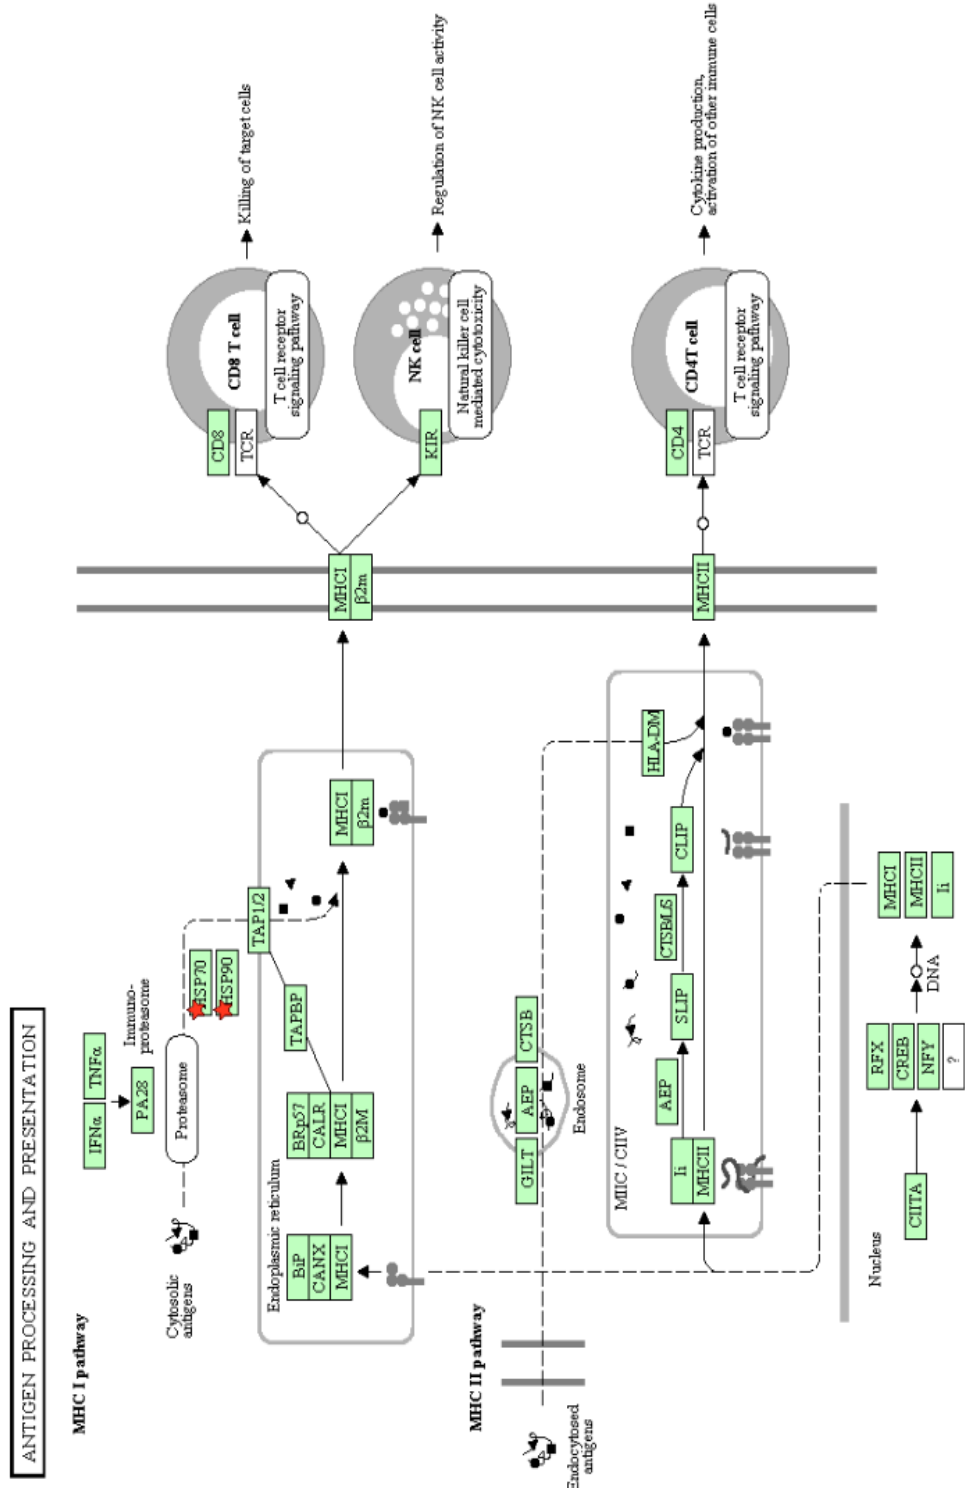 ANTIGEN PROCESSING AND PRESENTATION
MHC I pathway
Cytosolic
antigens
IFNα
TNFα
PA28
Immuno-
proteasome
Proteasome
HSP70
HSP90
TAP1/2
TAPBP
Endoplasmic reticulum
BiP
CANX
MHCI
BRp57
CALR
MHCI
β2M
MHCI
β2m
MHCI
β2m
CD8
TCR
CD8 T cell
T cell receptor
signaling pathway
Killing of target cells
KIR
NK cell
Natural killer cell
mediated cytotoxicity
Regulation of NK cell activity
MHC II pathway
Endocytosed
antigens
GILT
AEP
CTSB
Endosome
MIIC / CIIV
Ii
MHCII
AEP
SLIP
CTSB/L/S
CLIP
HLA-DM
MHCII
CD4
TCR
CD4T cell
T cell receptor
signaling pathway
Cytokine production,
activation of other immune cells
Nucleus
CIITA
RFX
CREB
NFY
?
DNA
MHCI
MHCII
Ii